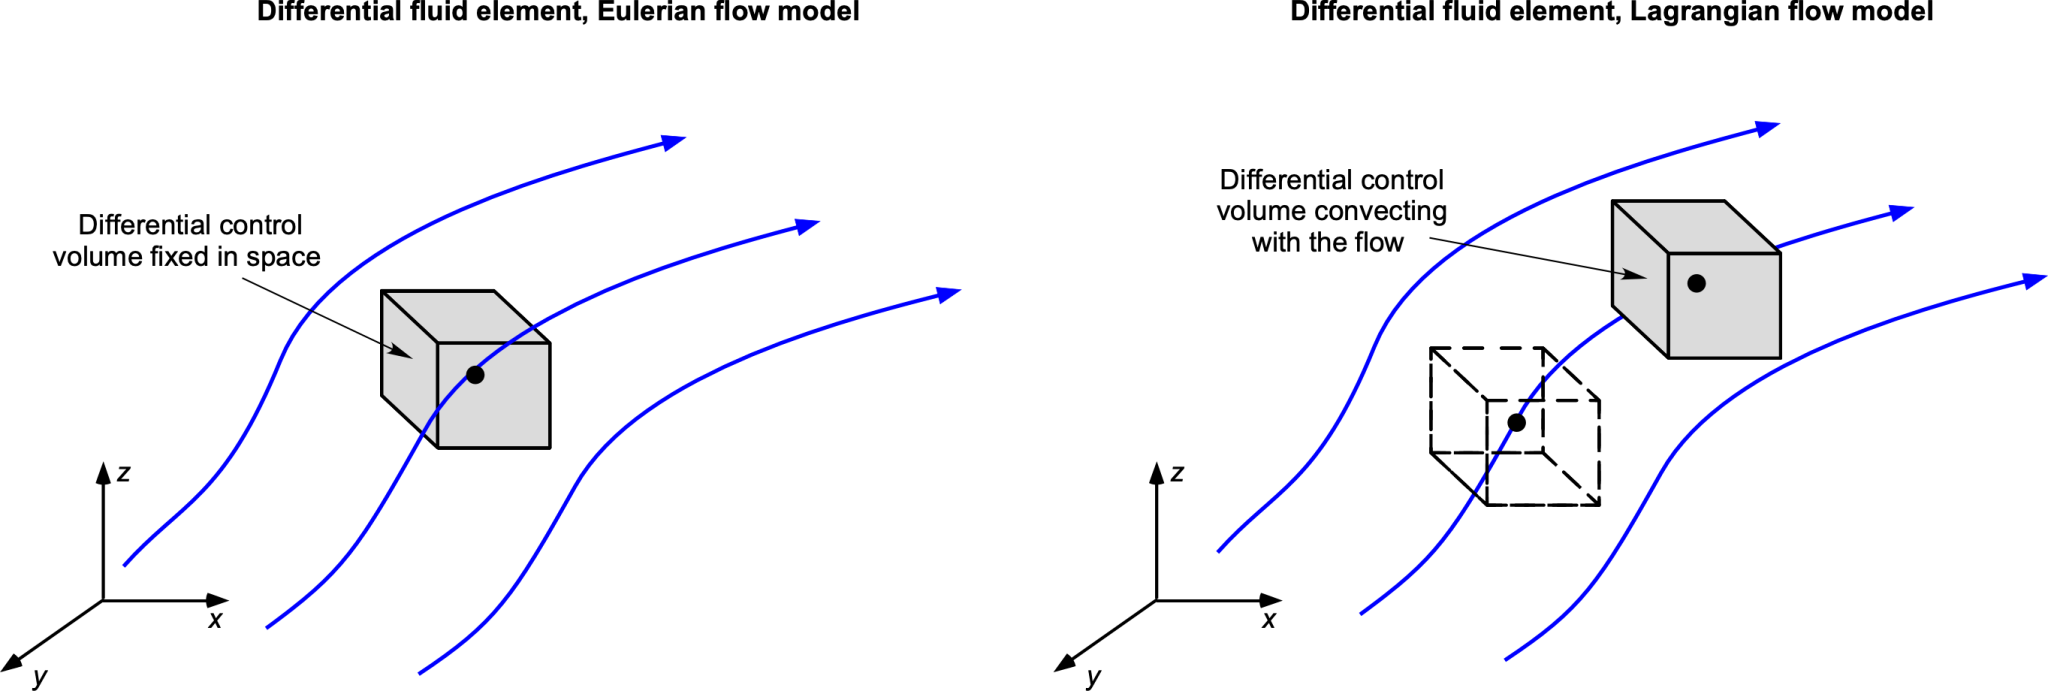 Differential fluid element, Eulerian flow model
Differential control
volume fixed in space
z
x
y
Differential fluid element, Lagrangian flow model
Differential control
volume convecting
with the flow
z
x
y